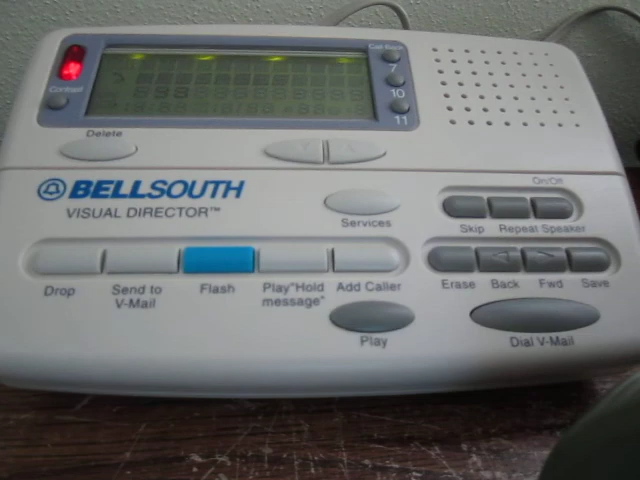 Call Back
7
Contrast
10
11
Delete
BELLSOUTH
VISUAL DIRECTOR™
Services
On/Off
Skip Repeat Speaker
Drop
Send to
V-Mail
Flash
Play"Hold
message"
Add Caller
Erase Back Fwd Save
Play
Dial V-Mail